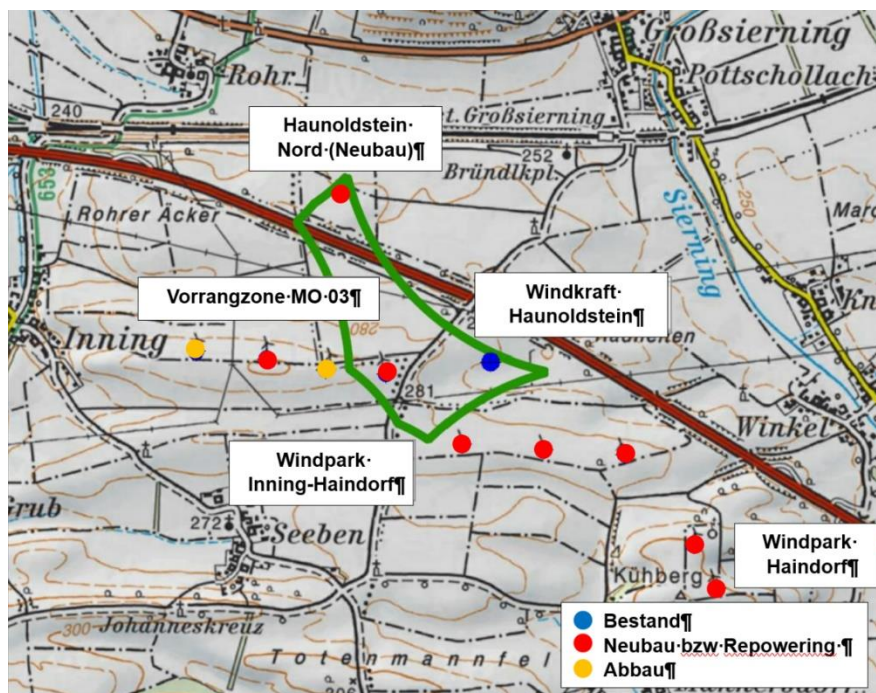 Großsierning
Pottschollach
Rohr
240
Haunoldstein·
Nord·(Neubau)¶
t.Großsierning
Bründlkpl.
252
653
Rohrer Äcker
Sierning
250
Vorrangzone·MO·03¶
280
Windkraft·
Haunoldstein¶
Kn
Inning
281
Winkel
Windpark·
Inning-Haindorf¶
Grub
272
Seeben
Windpark·
Haindorf¶
Kühberg
Bestand¶
Neubau·bzw·Repowering·¶
Abbau¶
300
Johanneskreuz
Totenmannfel